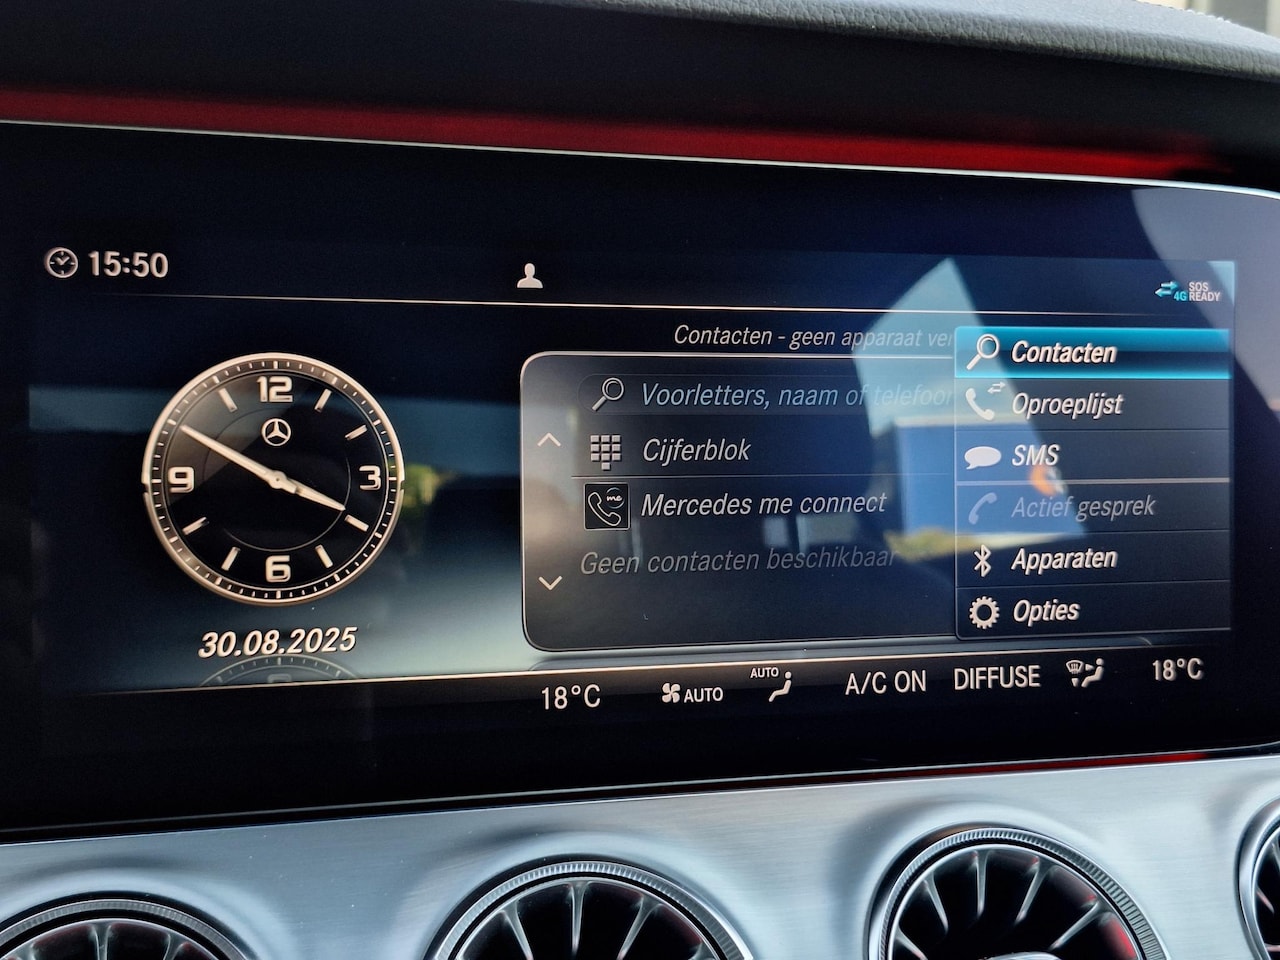 15:50
4G SOS READY
Contacten - geen apparaat ver
Voorletters, naam of telefoon
Cijferblok
me
Mercedes me connect
Geen contacten beschikbaar
Contacten
Oproeplijst
SMS
Actief gesprek
Apparaten
Opties
12
9
3
6
30.08.2025
18°C
AUTO
AUTO
A/C ON
DIFFUSE
18°C